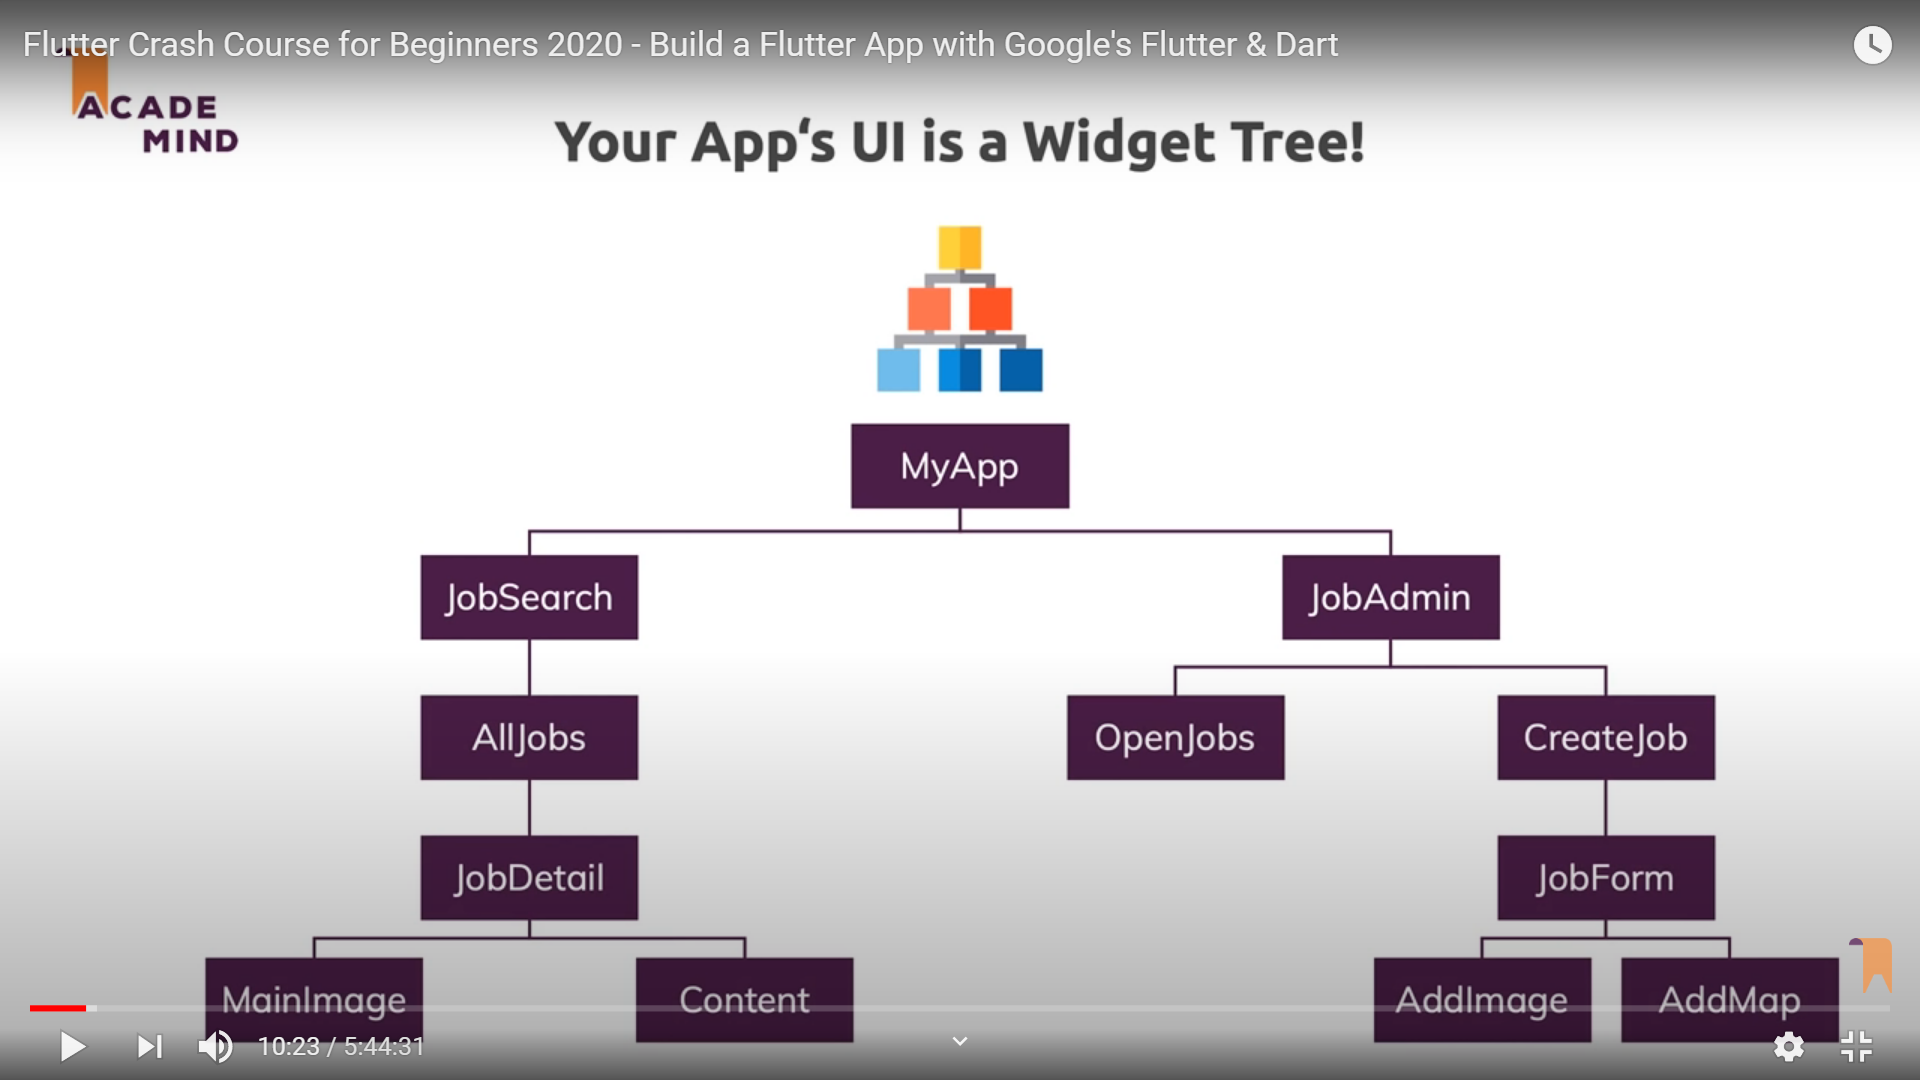 Flutter Crash Course for Beginners 2020 - Build a Flutter App with Google's Flutter & Dart
ACADE
MIND
Your App‘s UI is a Widget Tree!
MyApp
JobSearch
JobAdmin
AllJobs
OpenJobs
CreateJob
JobDetail
JobForm
MainImage
Content
AddImage
AddMap
10:23 / 5:44:31